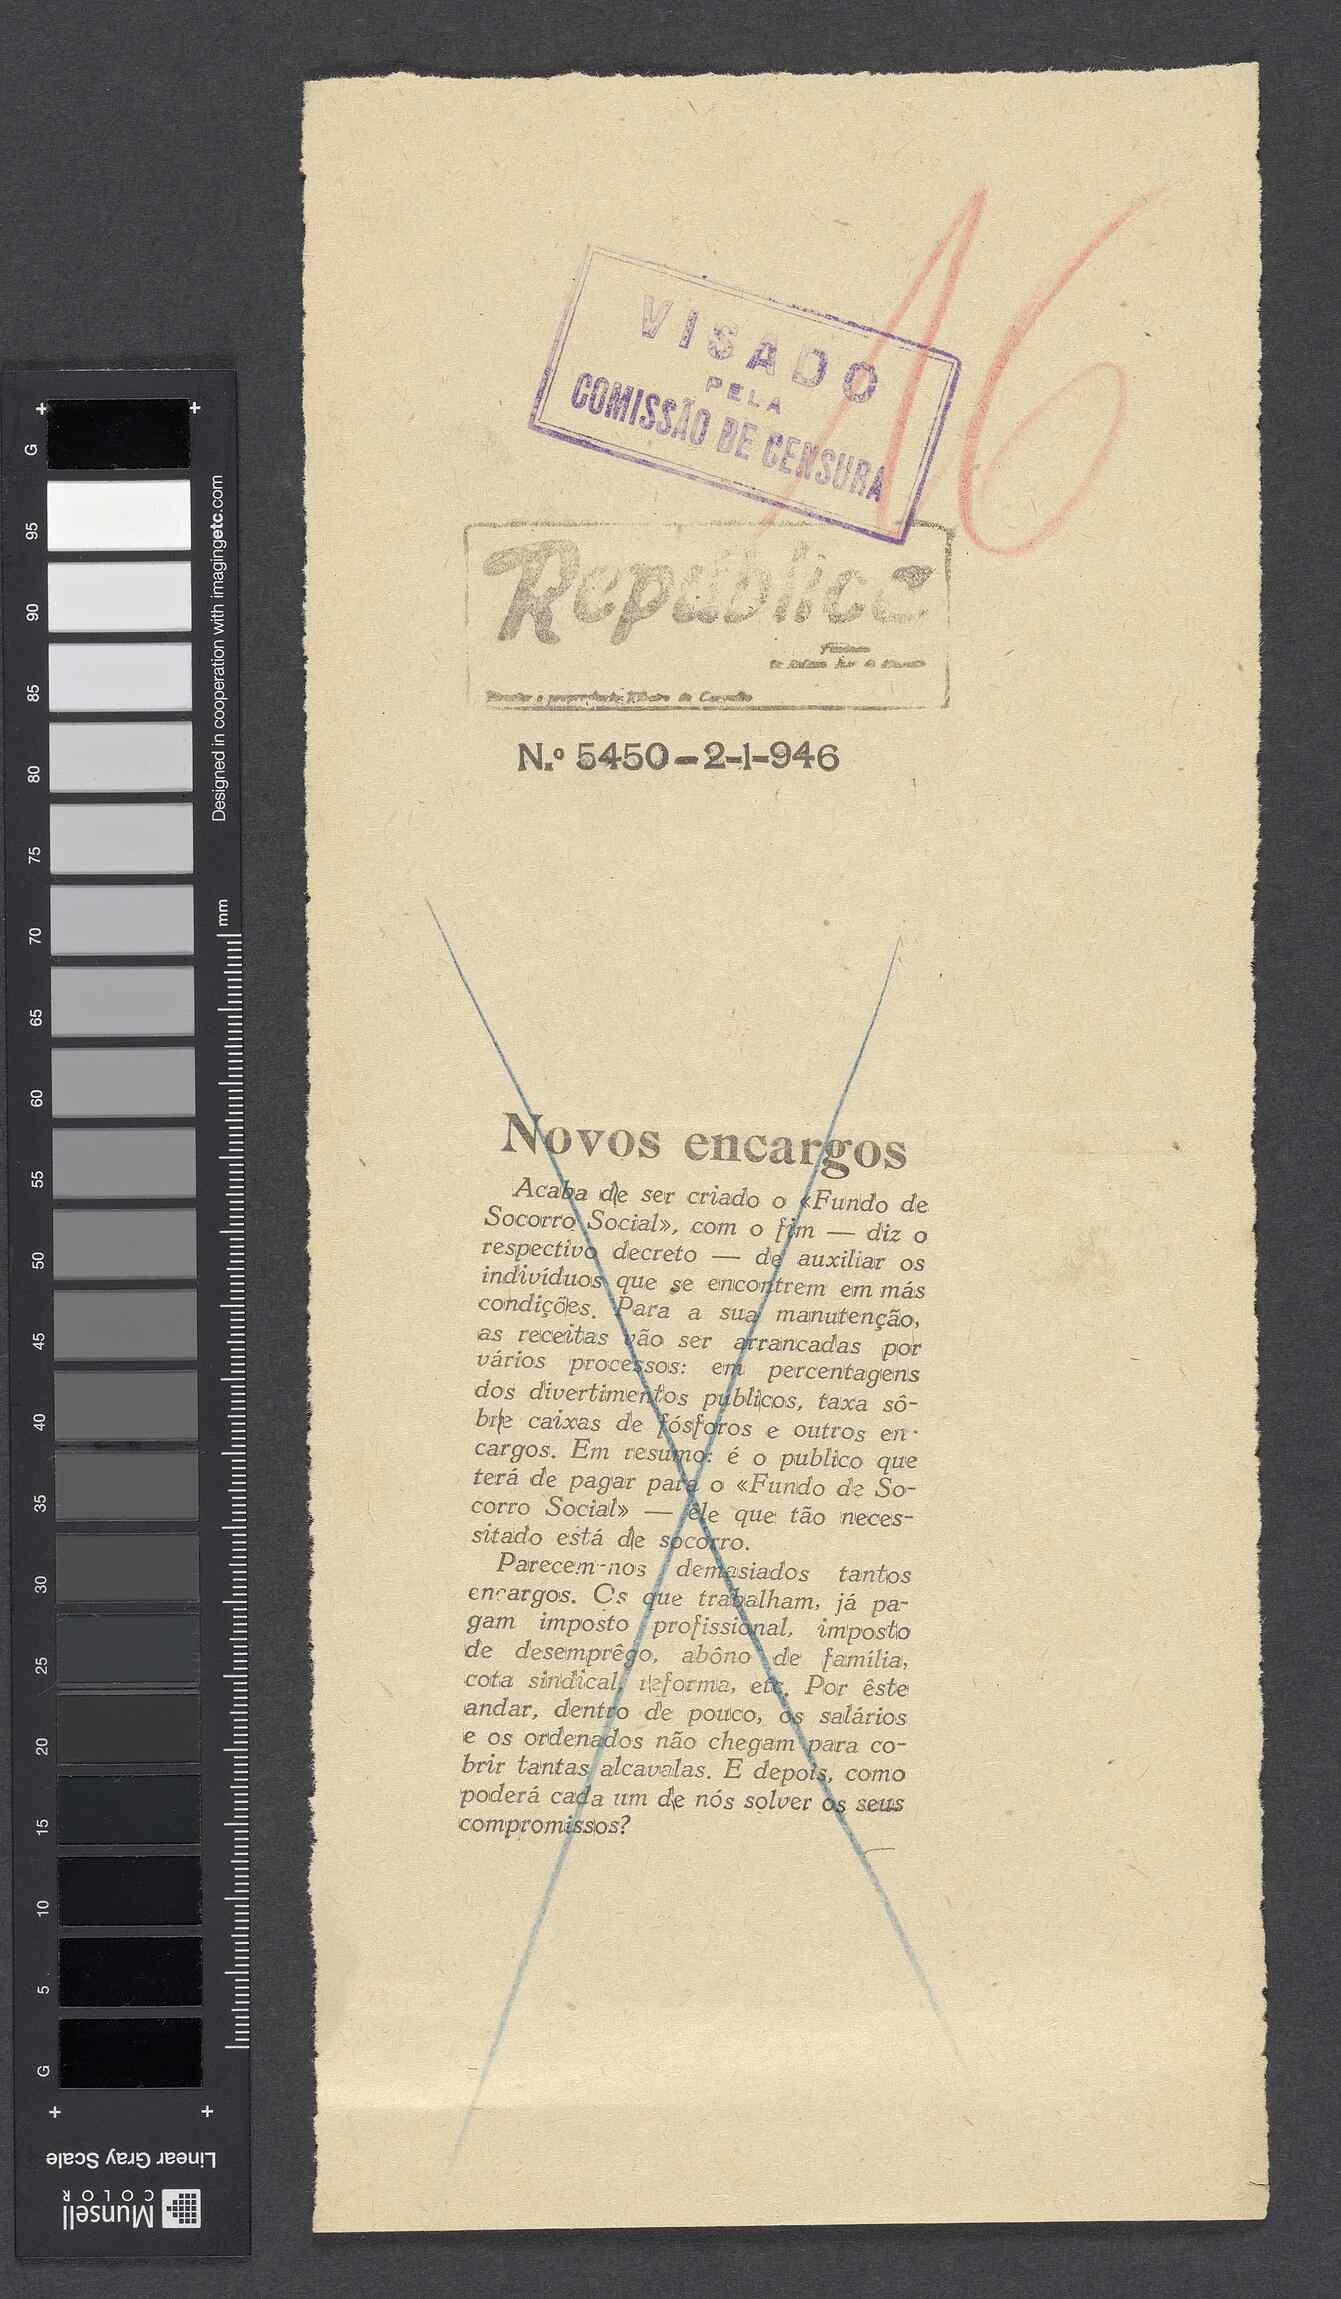 16
VISADO
PELA
COMISSÃO DE CENSURA
República
N.º 5450-2-1-946
Novos encargos
Acaba de ser criado o «Fundo de
Socorro Social», com o fim — diz o
respectivo decreto — de auxiliar os
indivíduos que se encontrem em más
condições. Para a sua manutenção,
as receitas vão ser arrancadas por
vários processos: em percentagens
dos divertimentos publicos, taxa sô-
bre caixas de fósforos e outros en-
cargos. Em resumo: é o publico que
terá de pagar para o «Fundo de So-
corro Social» — êle que tão neces-
sitado está de socorro.
Parecem-nos demasiados tantos
encargos. Os que trabalham, já pa-
gam imposto profissional, imposto
de desemprêgo, abôno de família,
cota sindical, reforma, etc. Por êste
andar, dentro de pouco, os salários
e os ordenados não chegam para co-
brir tantas alcavalas. E depois, como
poderá cada um de nós solver os seus
compromissos?
G
95
90
85
80
75
70
65
60
55
50
45
40
35
30
25
20
15
10
5
G
mm
Designed in cooperation with imagingetc.com
Linear Gray Scale
Munsell
COLOR